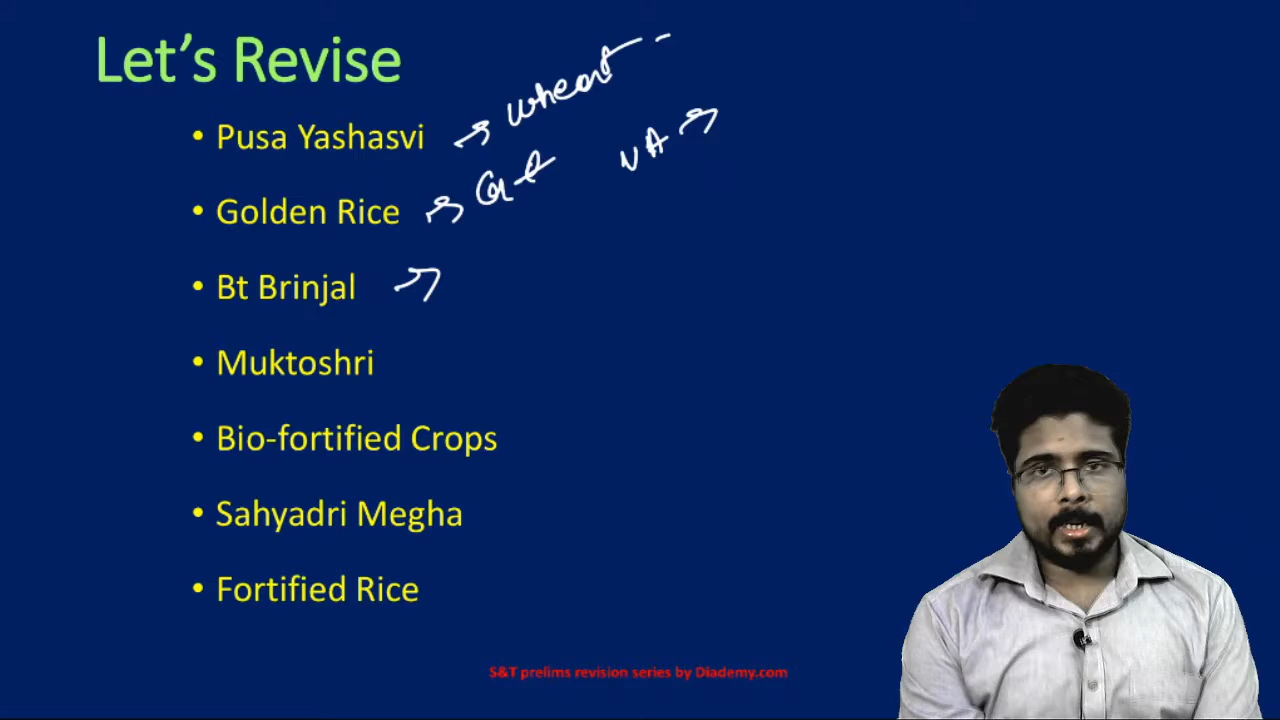 Let's Revise
• Pusa Yashasvi → wheat
• Golden Rice → VA →
• Bt Brinjal →
• Muktoshri
• Bio-fortified Crops
• Sahyadri Megha
• Fortified Rice
S&T prelims revision series by Diademy.com